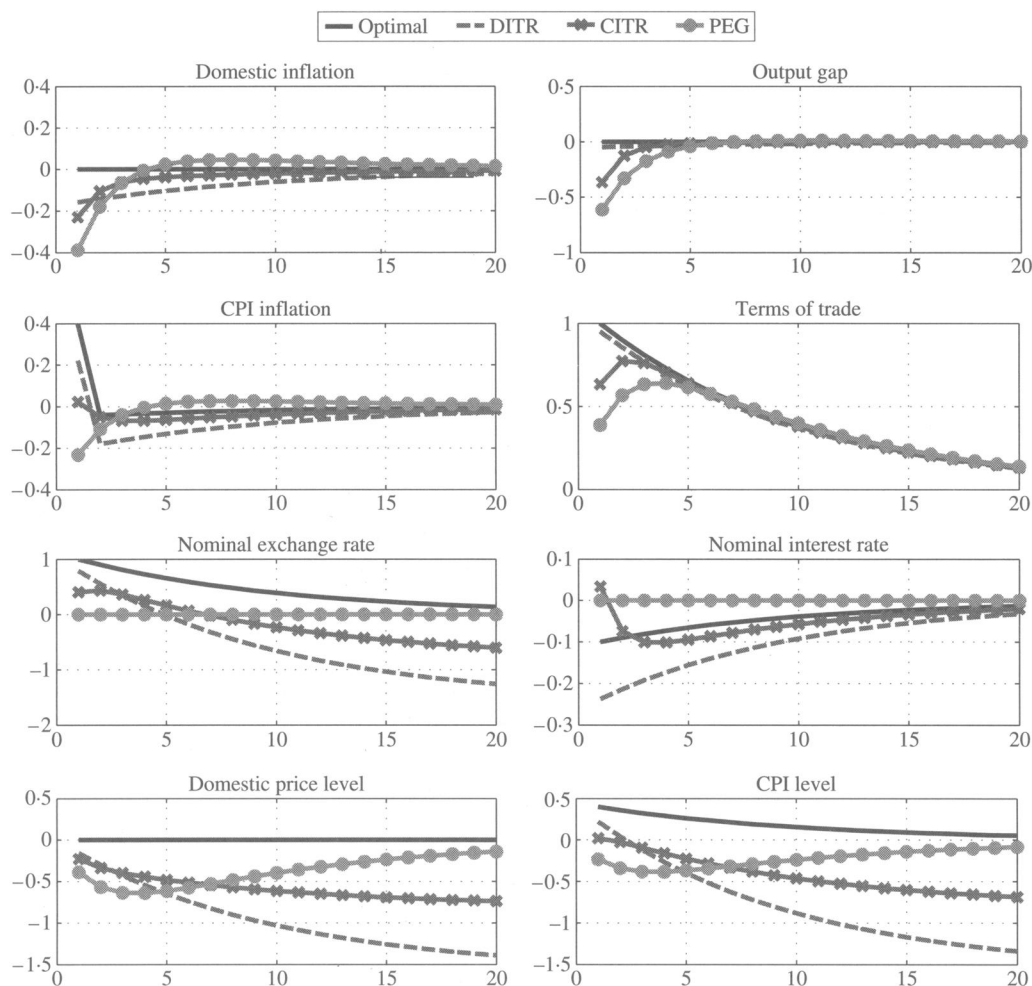 Optimal DITR CITR PEG
Domestic inflation Output gap
0·4 0·5
0·2 0
0 −0·5
−0·2 −1
−0·4
0 5 10 15 20 0 5 10 15 20
CPI inflation Terms of trade
0·4 1
0·2
0 0·5
−0·2
−0·4 0
0 5 10 15 20 0 5 10 15 20
Nominal exchange rate Nominal interest rate
1 0·1
0 0
−0·1
−1 −0·2
−2 −0·3
0 5 10 15 20 0 5 10 15 20
Domestic price level CPI level
0·5 0·5
0 0
−0·5 −0·5
−1 −1
−1·5 −1·5
0 5 10 15 20 0 5 10 15 20